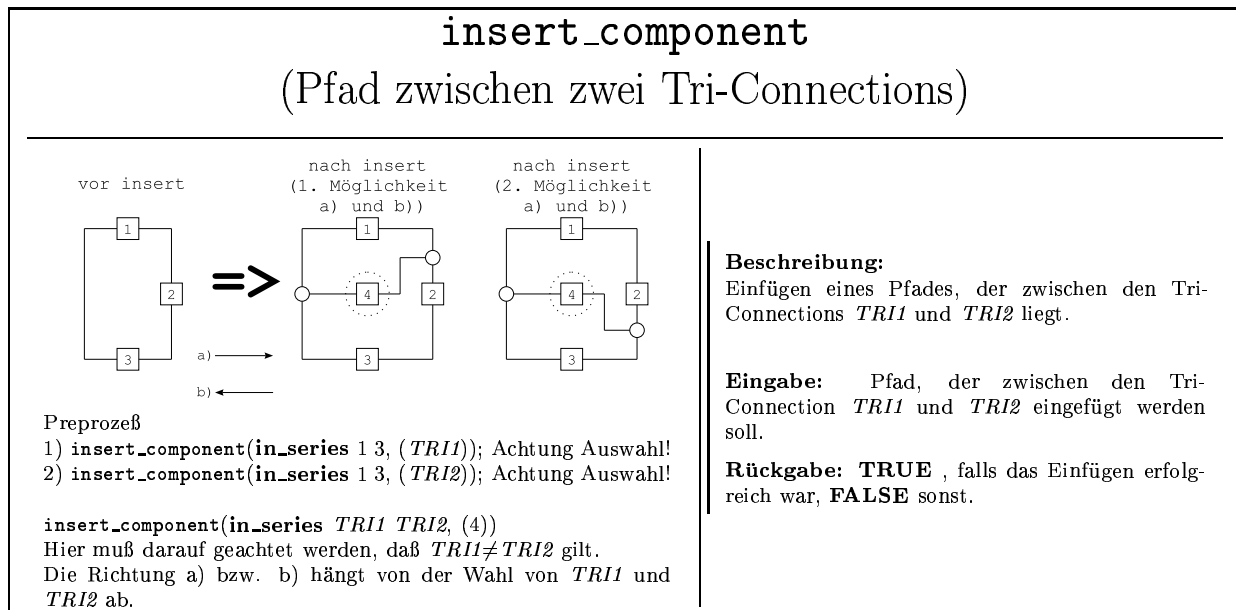 insert_component
(Pfad zwischen zwei Tri-Connections)
vor insert
nach insert
(1. Möglichkeit
a) und b))
nach insert
(2. Möglichkeit
a) und b))
1
2
3
=>
a)
b)
1
4
2
3
1
4
2
3
Preprozeß
1) insert_component(in_series 1 3, (TRI1)); Achtung Auswahl!
2) insert_component(in_series 1 3, (TRI2)); Achtung Auswahl!
insert_component(in_series TRI1 TRI2, (4))
Hier muß darauf geachtet werden, daß TRI1≠TRI2 gilt.
Die Richtung a) bzw. b) hängt von der Wahl von TRI1 und
TRI2 ab.
Beschreibung:
Einfügen eines Pfades, der zwischen den Tri-
Connections TRI1 und TRI2 liegt.
Eingabe: Pfad, der zwischen den Tri-
Connection TRI1 und TRI2 eingefügt werden
soll.
Rückgabe: TRUE , falls das Einfügen erfolg-
reich war, FALSE sonst.